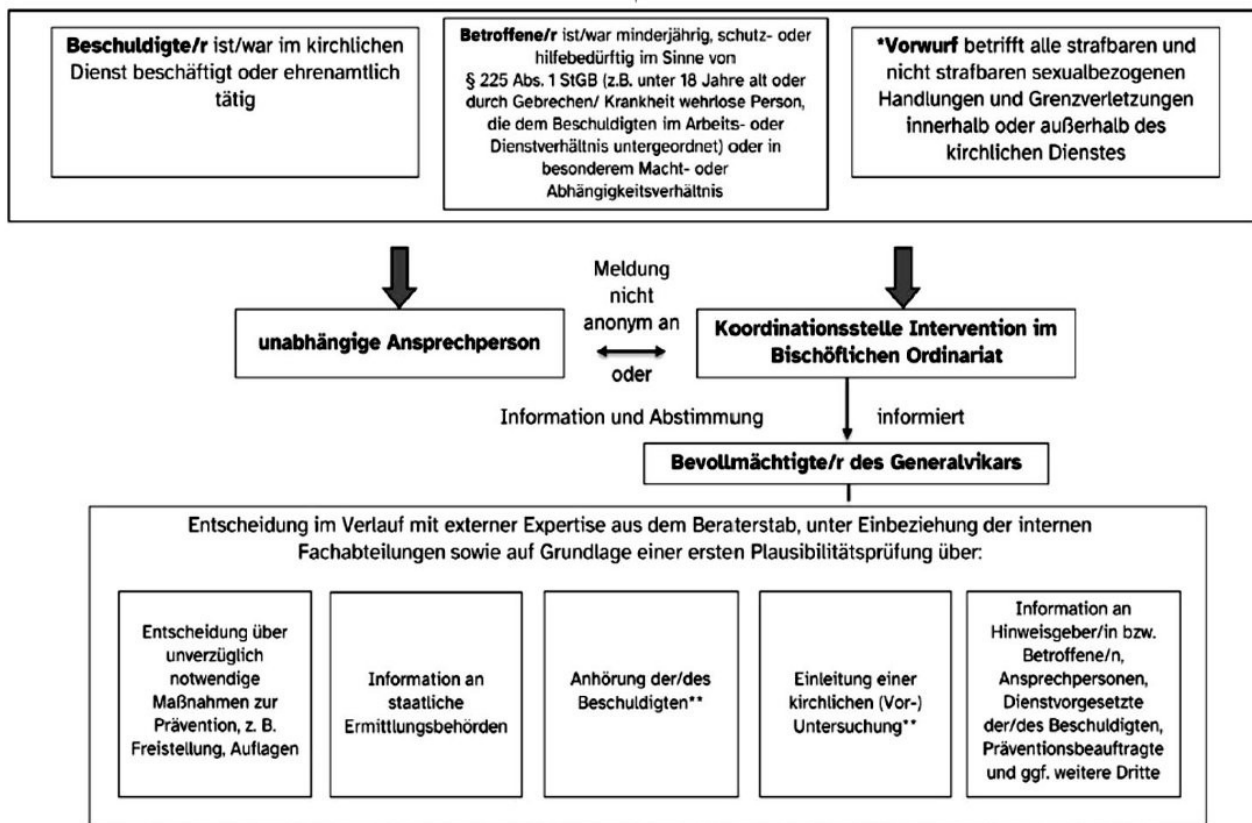 Beschuldigte/r ist/war im kirchlichen
Dienst beschäftigt oder ehrenamtlich
tätig
Betroffene/r ist/war minderjährig, schutz- oder
hilfebedürftig im Sinne von
§ 225 Abs. 1 StGB (z.B. unter 18 Jahre alt oder
durch Gebrechen/ Krankheit wehrlose Person,
die dem Beschuldigten im Arbeits- oder
Dienstverhältnis untergeordnet) oder in
besonderem Macht- oder
Abhängigkeitsverhältnis
*Vorwurf betrifft alle strafbaren und
nicht strafbaren sexualbezogenen
Handlungen und Grenzverletzungen
innerhalb oder außerhalb des
kirchlichen Dienstes
unabhängige Ansprechperson
Meldung
nicht
anonym an
oder
Koordinationsstelle Intervention im
Bischöflichen Ordinariat
Information und Abstimmung
informiert
Bevollmächtigte/r des Generalvikars
Entscheidung im Verlauf mit externer Expertise aus dem Beraterstab, unter Einbeziehung der internen
Fachabteilungen sowie auf Grundlage einer ersten Plausibilitätsprüfung über:
Entscheidung über
unverzüglich
notwendige
Maßnahmen zur
Prävention, z. B.
Freistellung, Auflagen
Information an
staatliche
Ermittlungsbehörden
Anhörung der/des
Beschuldigten**
Einleitung einer
kirchlichen (Vor-)
Untersuchung**
Information an
Hinweisgeber/in bzw.
Betroffene/n,
Ansprechpersonen,
Dienstvorgesetzte
der/des Beschuldigten,
Präventionsbeauftragte
und ggf. weitere Dritte